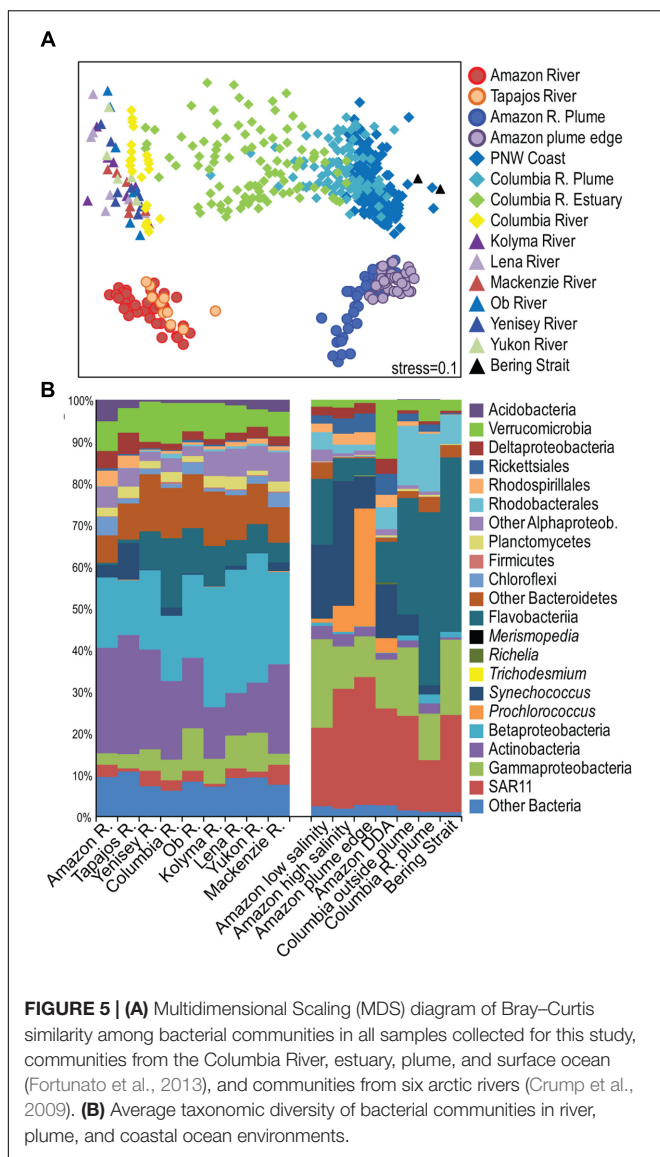 A
Amazon River
Tapajos River
Amazon R. Plume
Amazon plume edge
PNW Coast
Columbia R. Plume
Columbia R. Estuary
Columbia River
Kolyma River
Lena River
Mackenzie River
Ob River
Yenisey River
Yukon River
Bering Strait
stress=0.1
B
100%
90%
80%
70%
60%
50%
40%
30%
20%
10%
0%
Acidobacteria
Verrucomicrobia
Deltaproteobacteria
Rickettsiales
Rhodospirillales
Rhodobacterales
Other Alphaproteob.
Planctomycetes
Firmicutes
Chloroflexi
Other Bacteroidetes
Flavobacteriia
Merismopedia
Richelia
Trichodesmium
Synechococcus
Prochlorococcus
Betaproteobacteria
Actinobacteria
Gammaproteobacteria
SAR11
Other Bacteria
Amazon R.
Tapajos R.
Yenisey R.
Columbia R.
Ob R.
Kolyma R.
Lena R.
Yukon R.
Mackenzie R.
Amazon low salinity
Amazon high salinity
Amazon plume edge
Amazon DDA
Columbia outside plume
Columbia R. plume
Bering Strait
FIGURE 5 | (A) Multidimensional Scaling (MDS) diagram of Bray–Curtis
similarity among bacterial communities in all samples collected for this study,
communities from the Columbia River, estuary, plume, and surface ocean
(Fortunato et al., 2013), and communities from six arctic rivers (Crump et al.,
2009). (B) Average taxonomic diversity of bacterial communities in river,
plume, and coastal ocean environments.